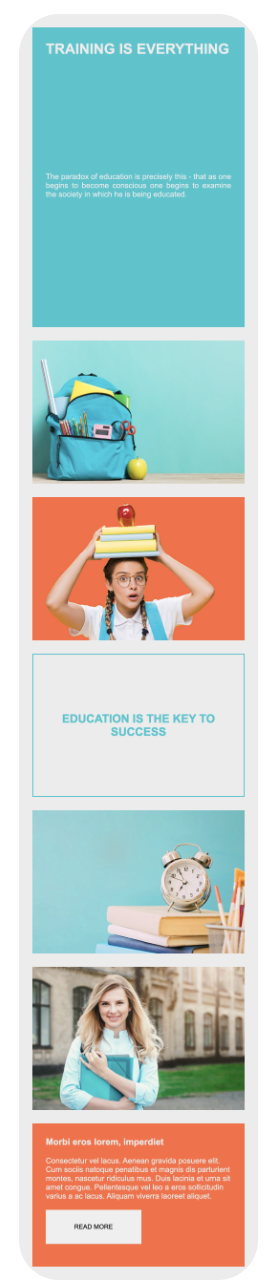 TRAINING IS EVERYTHING
The paradox of education is precisely this - that as one
begins to become conscious one begins to examine
the society in which he is being educated.
EDUCATION IS THE KEY TO
SUCCESS
Morbi eros lorem, imperdiet
Consectetur vel lacus. Aenean gravida posuere elit.
Cum sociis natoque penatibus et magnis dis parturient
montes, nascetur ridiculus mus. Duis lacinia et urna sit
amet congue. Pellentesque vel leo a eros sollicitudin
varius a ac lacus. Aliquam viverra laoreet aliquet.
READ MORE